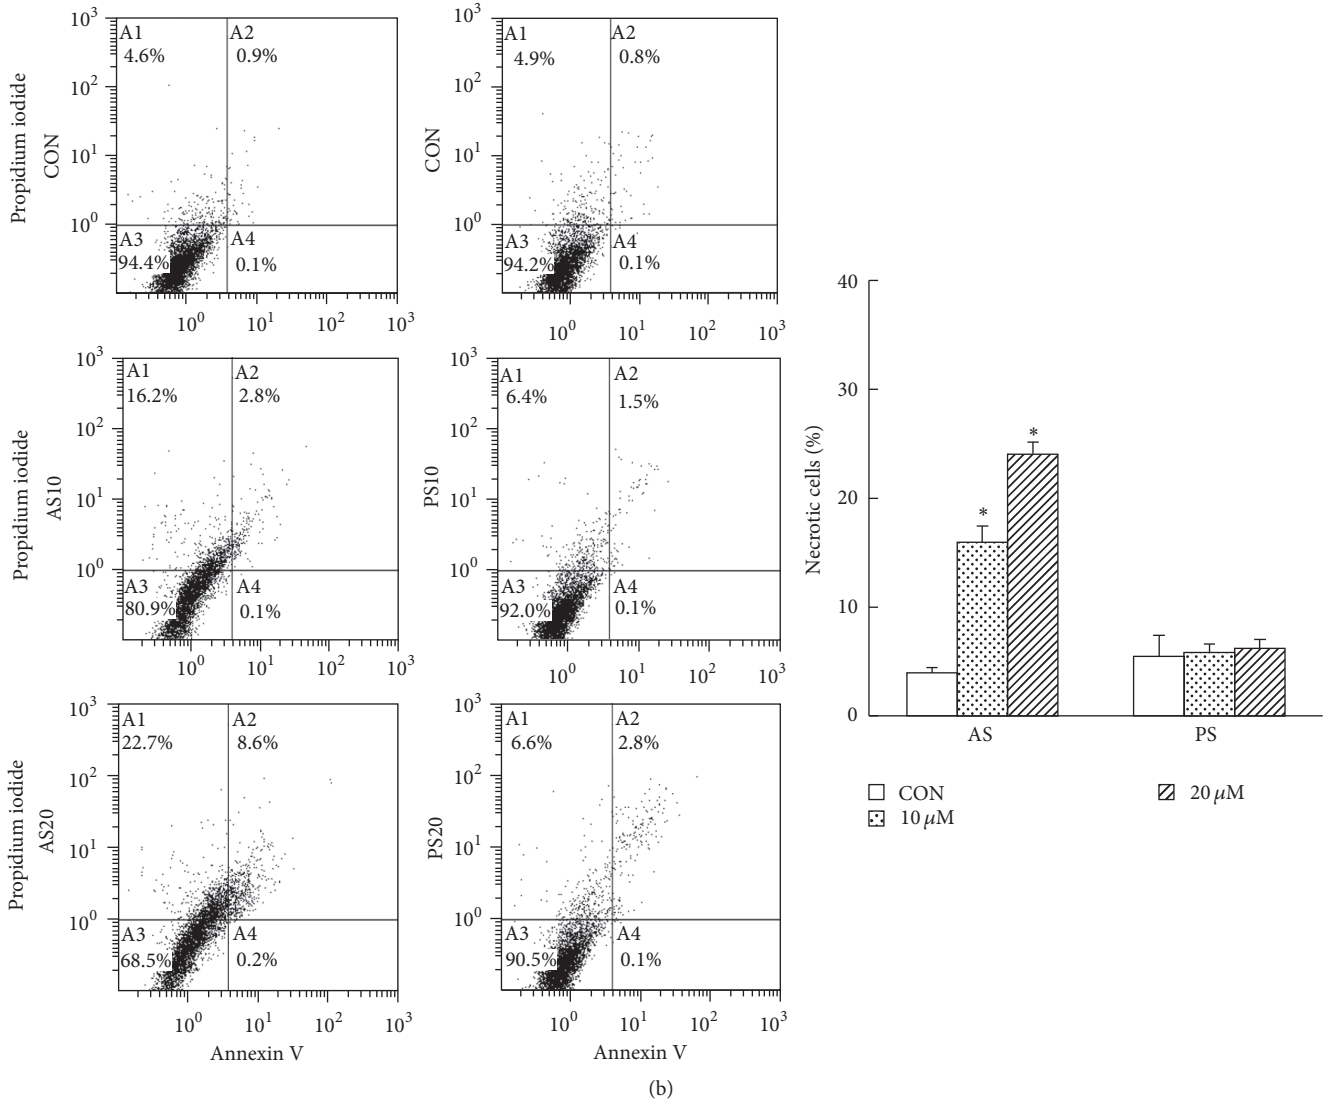 Propidium iodide
CON
10³
10²
10¹
10⁰
A1
4.6%
A2
0.9%
A3
94.4%
A4
0.1%
10⁰ 10¹ 10² 10³
CON
10³
10²
10¹
10⁰
A1
4.9%
A2
0.8%
A3
94.2%
A4
0.1%
10⁰ 10¹ 10² 10³
Propidium iodide
AS10
10³
10²
10¹
10⁰
A1
16.2%
A2
2.8%
A3
80.9%
A4
0.1%
10⁰ 10¹ 10² 10³
PS10
10³
10²
10¹
10⁰
A1
6.4%
A2
1.5%
A3
92.0%
A4
0.1%
10⁰ 10¹ 10² 10³
Propidium iodide
AS20
10³
10²
10¹
10⁰
A1
22.7%
A2
8.6%
A3
68.5%
A4
0.2%
10⁰ 10¹ 10² 10³
Annexin V
PS20
10³
10²
10¹
10⁰
A1
6.6%
A2
2.8%
A3
90.5%
A4
0.1%
10⁰ 10¹ 10² 10³
Annexin V
Necrotic cells (%)
40
30
20
10
0
*
*
AS PS
CON
10 µM
20 µM
(b)